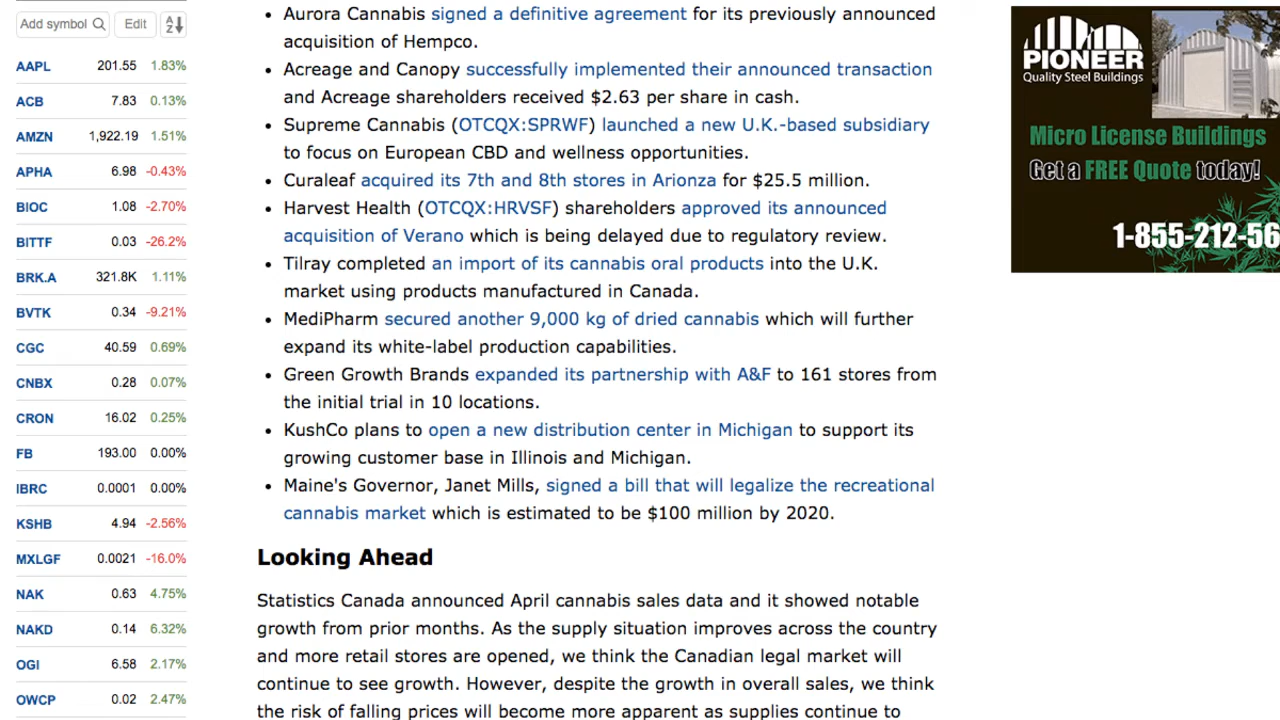 Add symbol
Edit
A
Z
AAPL 201.55 1.83%
ACB 7.83 0.13%
AMZN 1,922.19 1.51%
APHA 6.98 -0.43%
BIOC 1.08 -2.70%
BITTF 0.03 -26.2%
BRK.A 321.8K 1.11%
BVTK 0.34 -9.21%
CGC 40.59 0.69%
CNBX 0.28 0.07%
CRON 16.02 0.25%
FB 193.00 0.00%
IBRC 0.0001 0.00%
KSHB 4.94 -2.56%
MXLGF 0.0021 -16.0%
NAK 0.63 4.75%
NAKD 0.14 6.32%
OGI 6.58 2.17%
OWCP 0.02 2.47%
• Aurora Cannabis signed a definitive agreement for its previously announced
acquisition of Hempco.
• Acreage and Canopy successfully implemented their announced transaction
and Acreage shareholders received $2.63 per share in cash.
• Supreme Cannabis (OTCQX:SPRWF) launched a new U.K.-based subsidiary
to focus on European CBD and wellness opportunities.
• Curaleaf acquired its 7th and 8th stores in Arionza for $25.5 million.
• Harvest Health (OTCQX:HRVSF) shareholders approved its announced
acquisition of Verano which is being delayed due to regulatory review.
• Tilray completed an import of its cannabis oral products into the U.K.
market using products manufactured in Canada.
• MediPharm secured another 9,000 kg of dried cannabis which will further
expand its white-label production capabilities.
• Green Growth Brands expanded its partnership with A&F to 161 stores from
the initial trial in 10 locations.
• KushCo plans to open a new distribution center in Michigan to support its
growing customer base in Illinois and Michigan.
• Maine's Governor, Janet Mills, signed a bill that will legalize the recreational
cannabis market which is estimated to be $100 million by 2020.
Looking Ahead
Statistics Canada announced April cannabis sales data and it showed notable
growth from prior months. As the supply situation improves across the country
and more retail stores are opened, we think the Canadian legal market will
continue to see growth. However, despite the growth in overall sales, we think
the risk of falling prices will become more apparent as supplies continue to
PIONEER
Quality Steel Buildings
Micro License Buildings
Get a FREE Quote today!
1-855-212-56